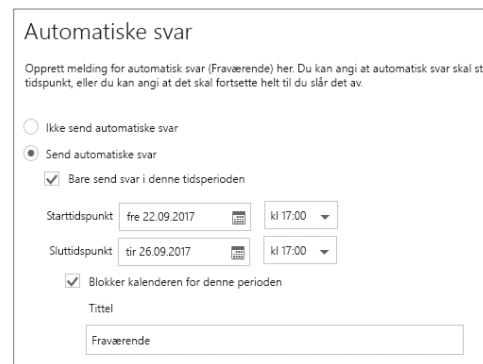 Automatiske svar
Opprett melding for automatisk svar (Fraværende) her. Du kan angi at automatisk svar skal st
tidspunkt, eller du kan angi at det skal fortsette helt til du slår det av.
Ikke send automatiske svar
Send automatiske svar
Bare send svar i denne tidsperioden
Starttidspunkt fre 22.09.2017 kl 17:00
Sluttidspunkt tir 26.09.2017 kl 17:00
Blokker kalenderen for denne perioden
Tittel
Fraværende